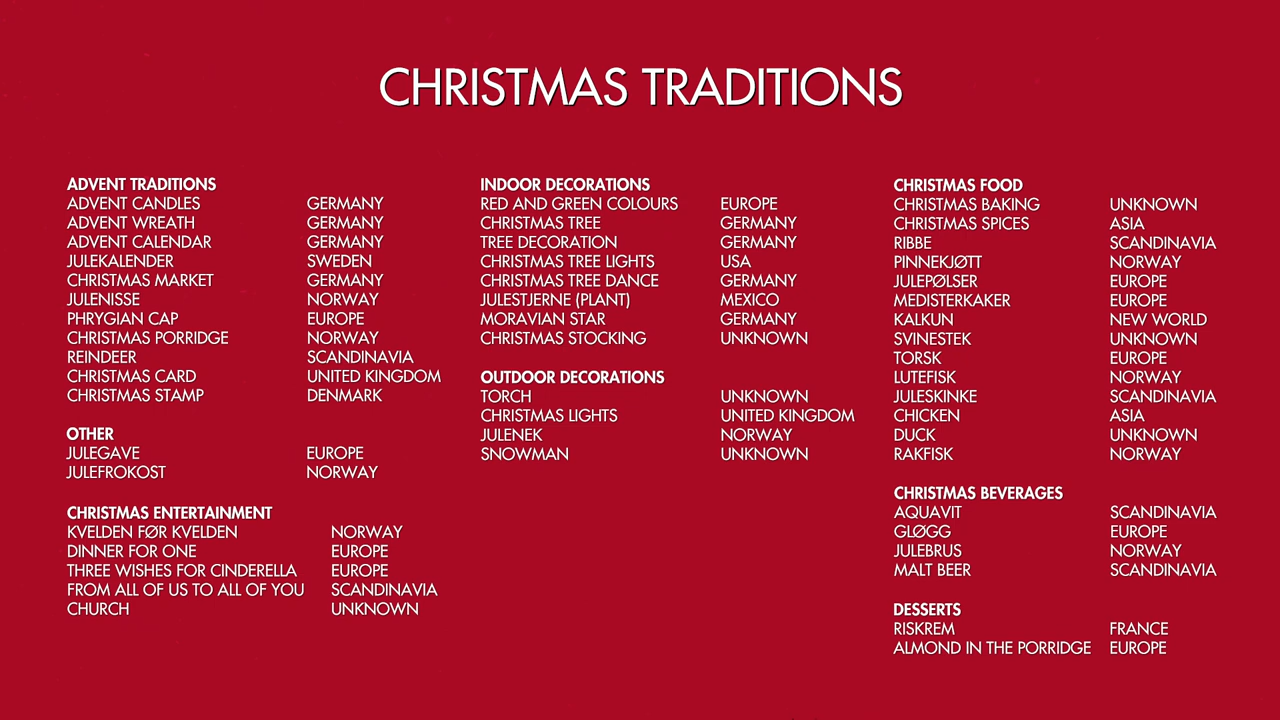 CHRISTMAS TRADITIONS
ADVENT TRADITIONS
ADVENT CANDLES GERMANY
ADVENT WREATH GERMANY
ADVENT CALENDAR GERMANY
JULEKALENDER SWEDEN
CHRISTMAS MARKET GERMANY
JULENISSE NORWAY
PHRYGIAN CAP EUROPE
CHRISTMAS PORRIDGE NORWAY
REINDEER SCANDINAVIA
CHRISTMAS CARD UNITED KINGDOM
CHRISTMAS STAMP DENMARK
OTHER
JULEGAVE EUROPE
JULEFROKOST NORWAY
CHRISTMAS ENTERTAINMENT
KVELDEN FØR KVELDEN NORWAY
DINNER FOR ONE EUROPE
THREE WISHES FOR CINDERELLA EUROPE
FROM ALL OF US TO ALL OF YOU SCANDINAVIA
CHURCH UNKNOWN
INDOOR DECORATIONS
RED AND GREEN COLOURS EUROPE
CHRISTMAS TREE GERMANY
TREE DECORATION GERMANY
CHRISTMAS TREE LIGHTS USA
CHRISTMAS TREE DANCE GERMANY
JULESTJERNE (PLANT) MEXICO
MORAVIAN STAR GERMANY
CHRISTMAS STOCKING UNKNOWN
OUTDOOR DECORATIONS
TORCH UNKNOWN
CHRISTMAS LIGHTS UNITED KINGDOM
JULENEK NORWAY
SNOWMAN UNKNOWN
CHRISTMAS FOOD
CHRISTMAS BAKING UNKNOWN
CHRISTMAS SPICES ASIA
RIBBE SCANDINAVIA
PINNEKJØTT NORWAY
JULEPØLSER EUROPE
MEDISTERKAKER EUROPE
KALKUN NEW WORLD
SVINESTEK UNKNOWN
TORSK EUROPE
LUTEFISK NORWAY
JULESKINKE SCANDINAVIA
CHICKEN ASIA
DUCK UNKNOWN
RAKFISK NORWAY
CHRISTMAS BEVERAGES
AQUAVIT SCANDINAVIA
GLØGG EUROPE
JULEBRUS NORWAY
MALT BEER SCANDINAVIA
DESSERTS
RISKREM FRANCE
ALMOND IN THE PORRIDGE EUROPE